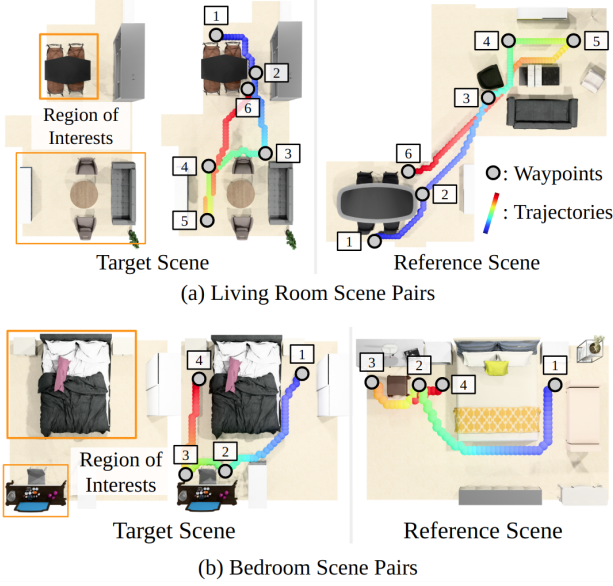 1
2
6
3
4
5
Region of
Interests
Target Scene
4
5
3
6
2
1
: Waypoints
: Trajectories
Reference Scene
(a) Living Room Scene Pairs
4
1
3
2
Region of
Interests
Target Scene
3
2
4
1
Reference Scene
(b) Bedroom Scene Pairs